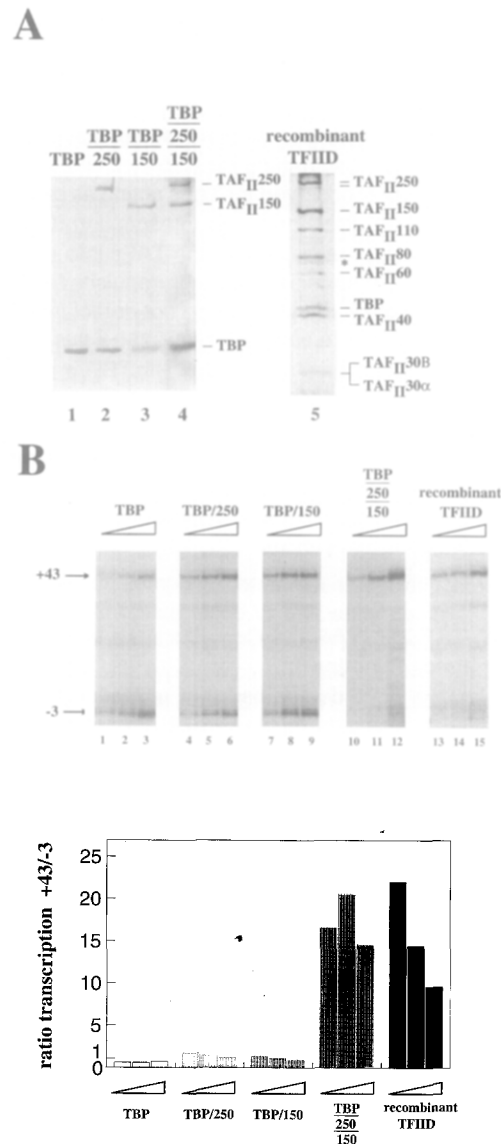 A
TBP
TBP
250
TBP
150
TBP
250
150
recombinant
TFIID
TAFII250
TAFII150
TBP
TAFII250
TAFII150
TAFII110
TAFII80
*
TAFII60
TBP
TAFII40
TAFII30B
TAFII30α
1 2 3 4 5
B
TBP
TBP/250
TBP/150
TBP
250
150
recombinant
TFIID
+43
-3
1 2 3 4 5 6 7 8 9 10 11 12 13 14 15
ratio transcription +43/-3
25
20
15
10
5
1
0
TBP
TBP/250
TBP/150
TBP
250
150
recombinant
TFIID